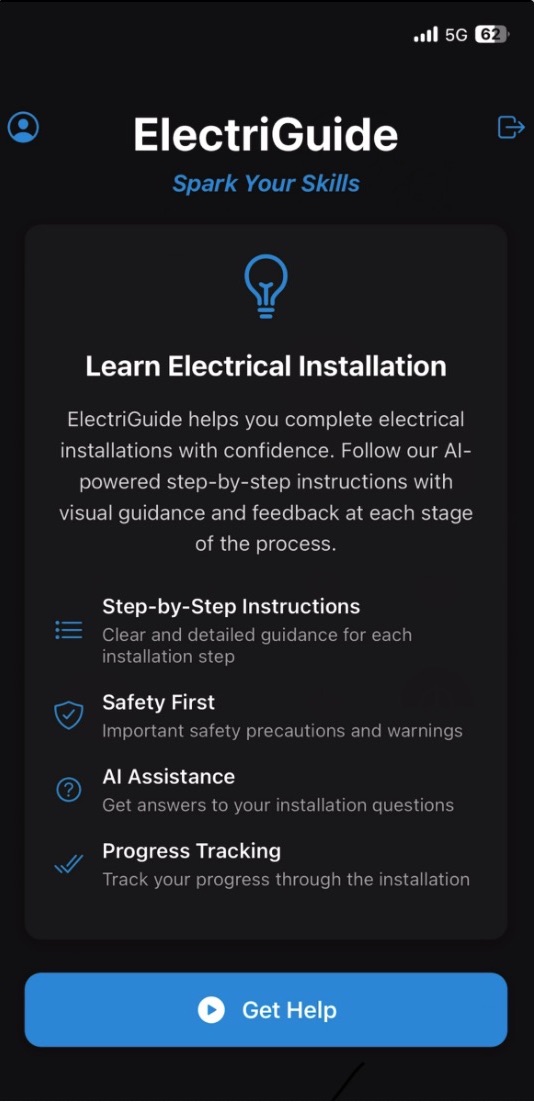 5G 62
ElectriGuide
Spark Your Skills
Learn Electrical Installation
ElectriGuide helps you complete electrical
installations with confidence. Follow our AI-
powered step-by-step instructions with
visual guidance and feedback at each stage
of the process.
Step-by-Step Instructions
Clear and detailed guidance for each
installation step
Safety First
Important safety precautions and warnings
AI Assistance
Get answers to your installation questions
Progress Tracking
Track your progress through the installation
Get Help